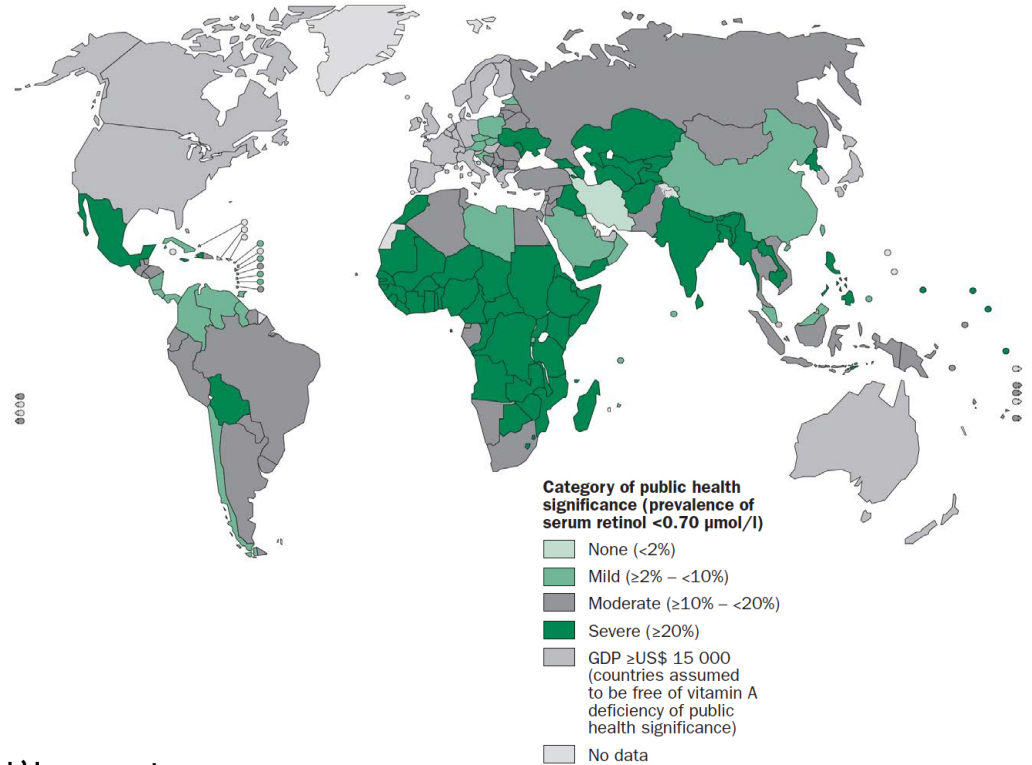 Category of public health
significance (prevalence of
serum retinol <0.70 µmol/l)
None (<2%)
Mild (≥2% – <10%)
Moderate (≥10% – <20%)
Severe (≥20%)
GDP ≥US$ 15 000
(countries assumed
to be free of vitamin A
deficiency of public
health significance)
No data